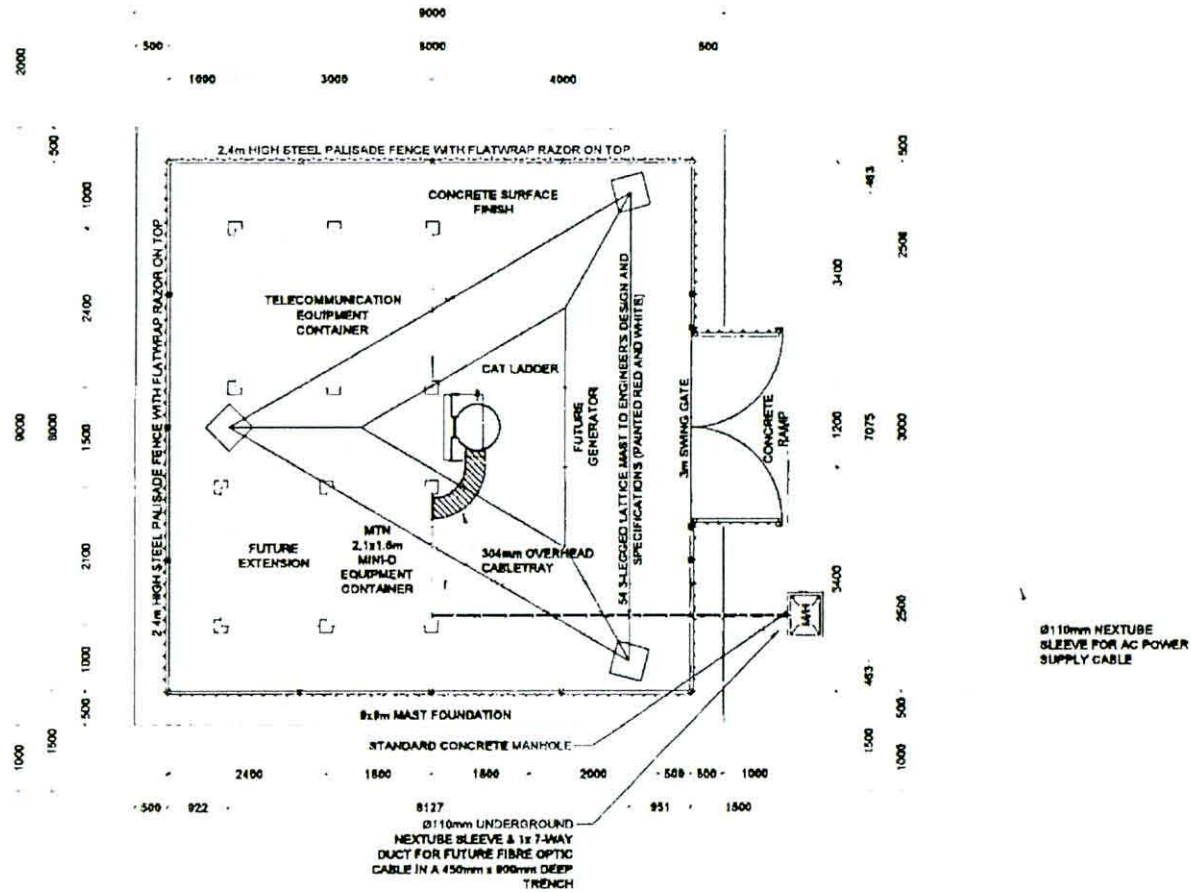 9000
500 8000 500
1000 3000 4000
2000
500
1000
2400
1500
2100
1000
500
9000
8000
1000
1500
2.4m HIGH STEEL PALISADE FENCE WITH FLATWRAP RAZOR ON TOP
2.4m HIGH STEEL PALISADE FENCE WITH FLATWRAP RAZOR ON TOP
CONCRETE SURFACE
FINISH
TELECOMMUNICATION
EQUIPMENT
CONTAINER
CAT LADDER
FUTURE
GENERATOR
54 3-LEGGED LATTICE MAST TO ENGINEER'S DESIGN AND
SPECIFICATIONS (PAINTED RED AND WHITE)
3m SWING GATE
CONCRETE
RAMP
FUTURE
EXTENSION
MTN
2,1x1,6m
MINI-D
EQUIPMENT
CONTAINER
304mm OVERHEAD
CABLETRAY
M/H
463
3400
1200
7075
3400
463
1500
500
2500
3000
2500
500
1000
Ø110mm NEXTUBE
SLEEVE FOR AC POWER
SUPPLY CABLE
9x9m MAST FOUNDATION
STANDARD CONCRETE MANHOLE
2400 1800 1800 2000 500 500 1000
500 922 8127 951 1500
Ø110mm UNDERGROUND
NEXTUBE SLEEVE & 1x 7-WAY
DUCT FOR FUTURE FIBRE OPTIC
CABLE IN A 450mm x 800mm DEEP
TRENCH